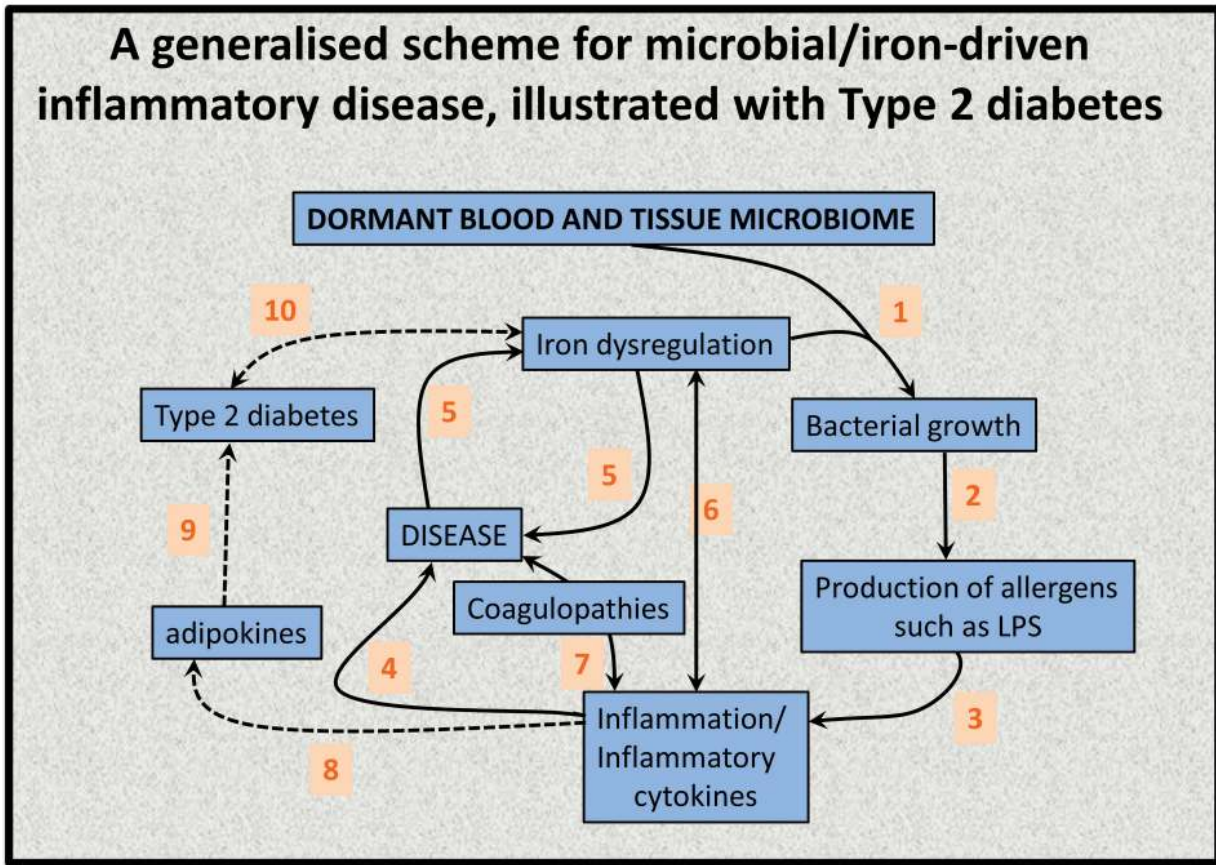 A generalised scheme for microbial/iron-driven
inflammatory disease, illustrated with Type 2 diabetes
DORMANT BLOOD AND TISSUE MICROBIOME
10
1
Iron dysregulation
Type 2 diabetes
5
Bacterial growth
5
2
9
6
DISEASE
Production of allergens
such as LPS
Coagulopathies
adipokines
4
7
3
Inflammation/
Inflammatory
cytokines
8